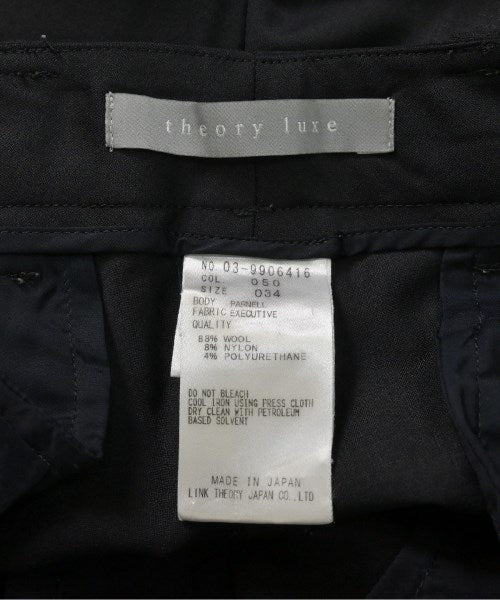 theory luxe
NO. 03-9906416
COL 050
SIZE 034
BODY PARNELL
FABRIC EXECUTIVE
QUALITY
88% WOOL
8% NYLON
4% POLYURETHANE
DO NOT BLEACH
COOL IRON USING PRESS CLOTH
DRY CLEAN WITH PETROLEUM
BASED SOLVENT
MADE IN JAPAN
LINK THEORY JAPAN CO.,LTD